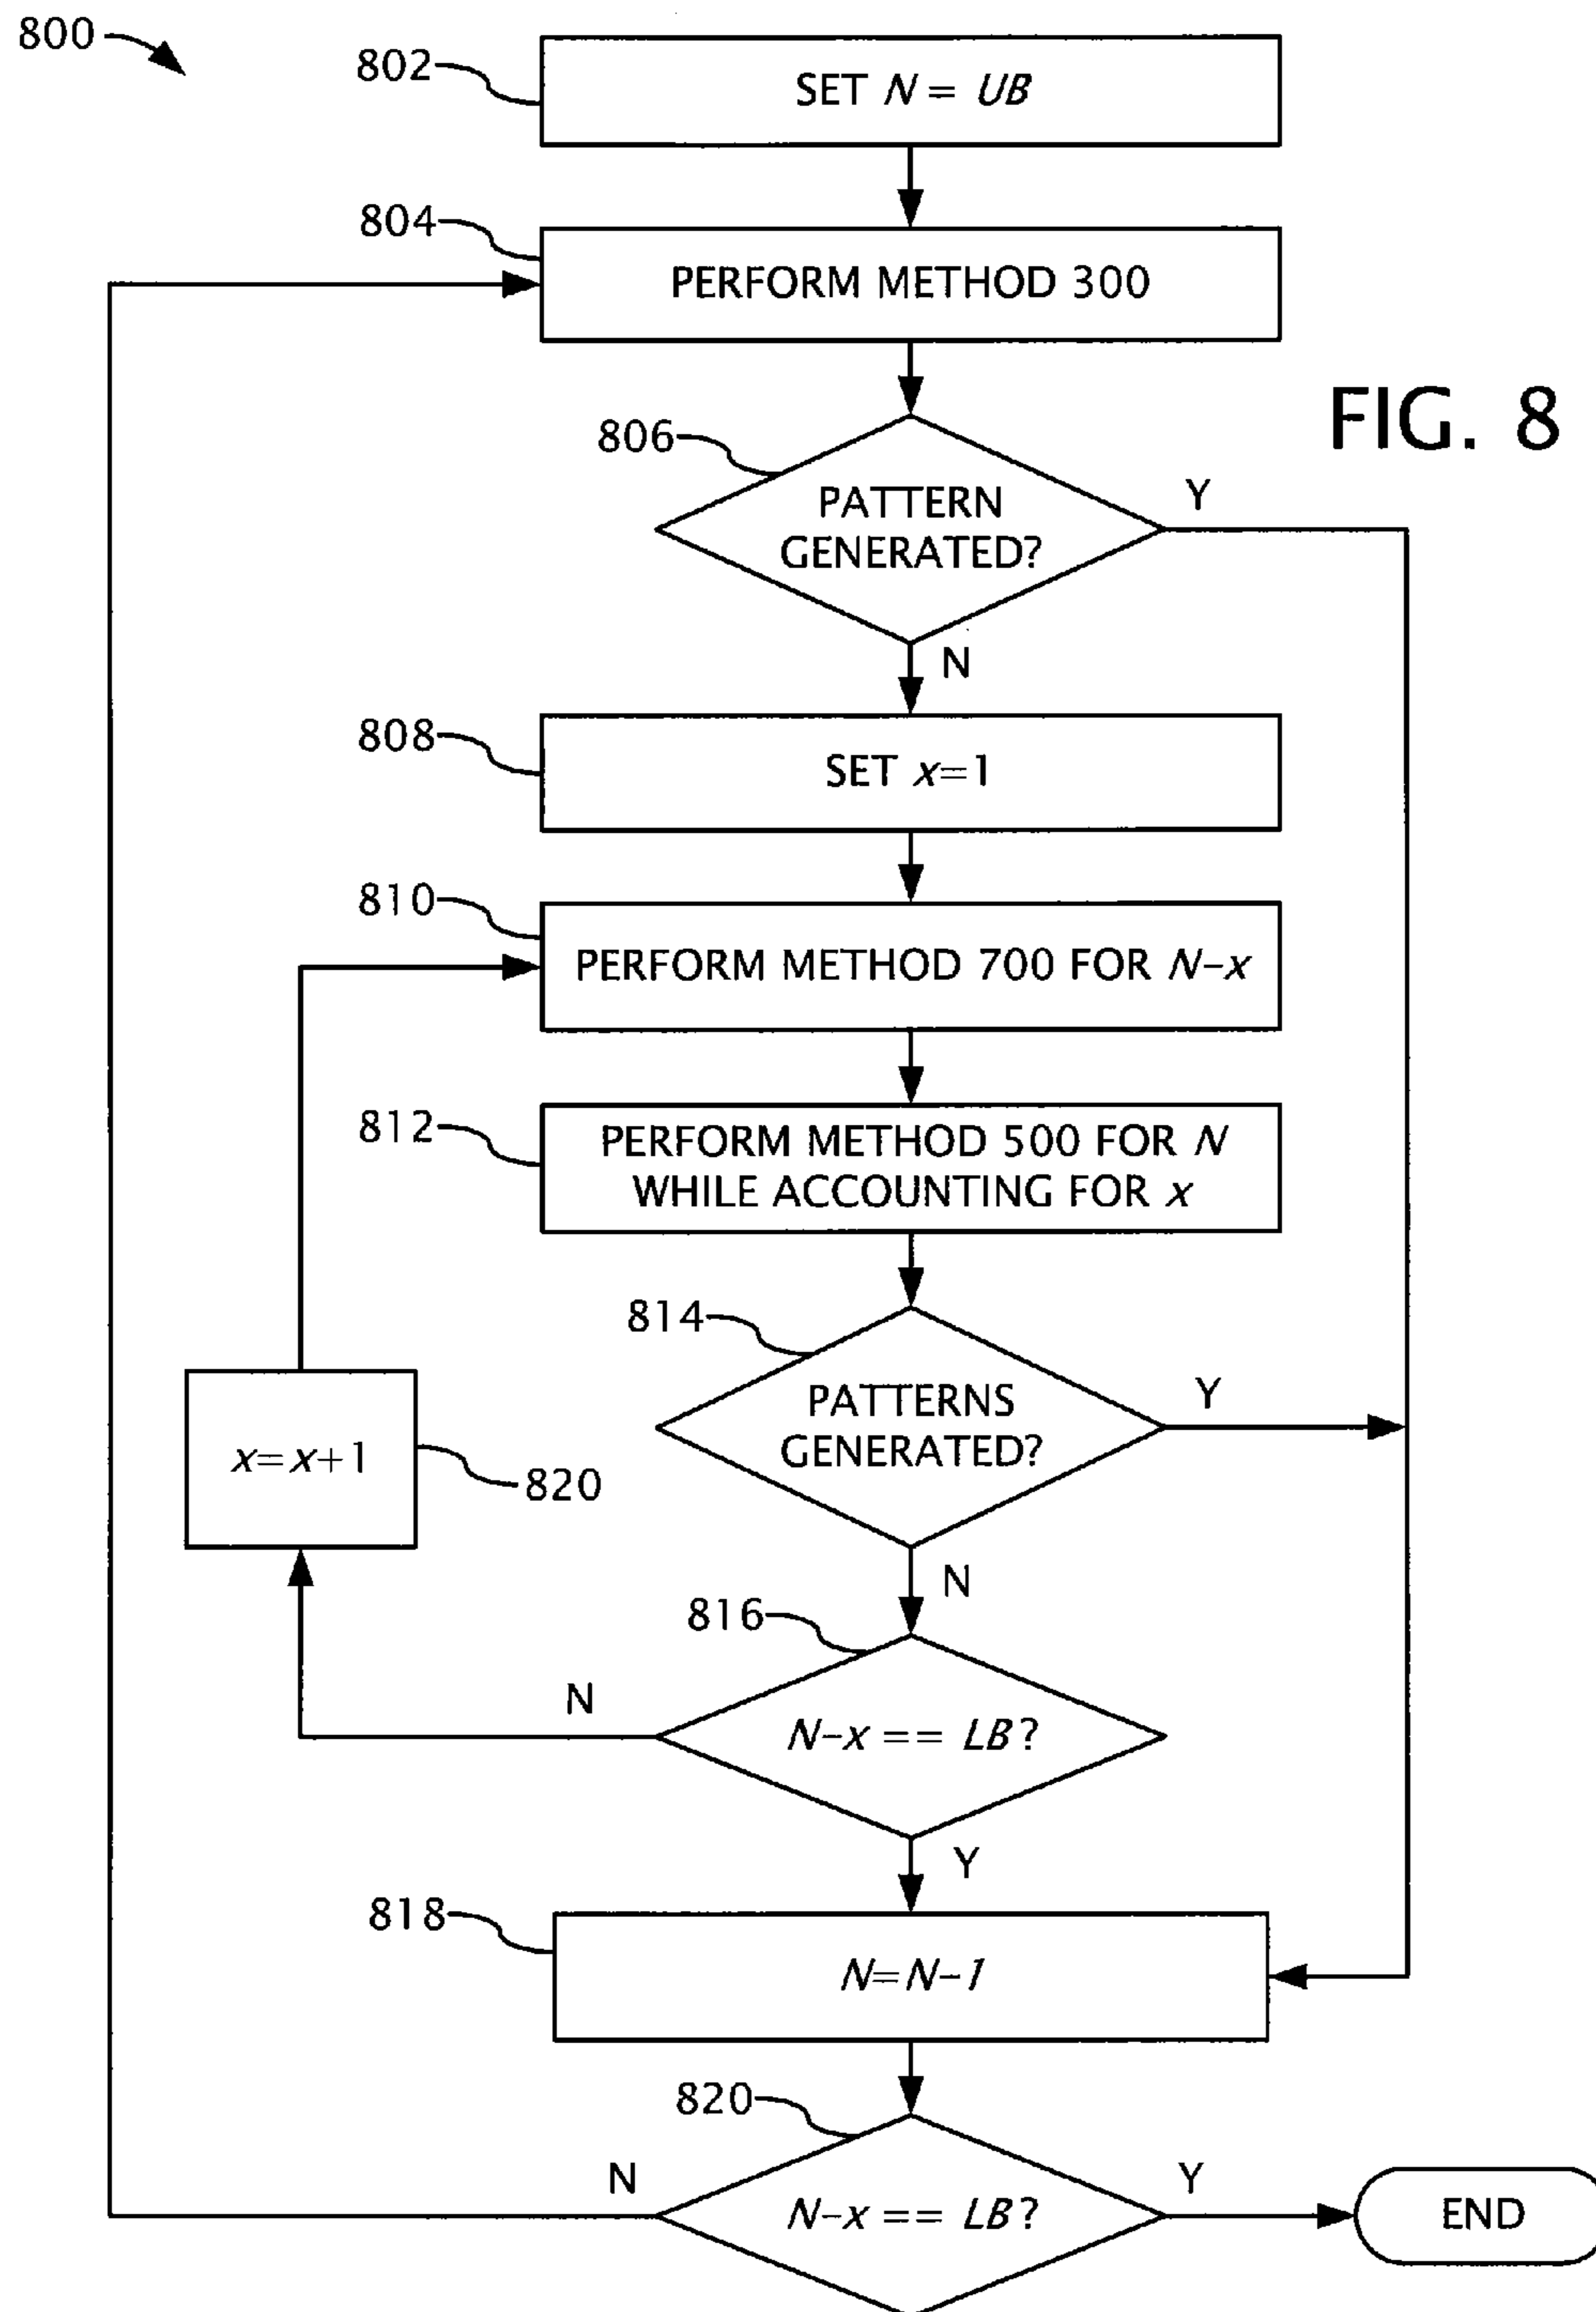 800
802
SET N = UB
804
PERFORM METHOD 300
FIG. 8
806
PATTERN
GENERATED?
Y
N
808
SET x=1
810
PERFORM METHOD 700 FOR N-x
812
PERFORM METHOD 500 FOR N
WHILE ACCOUNTING FOR x
814
PATTERNS
GENERATED?
Y
x=x+1
820
N
816
N
N-x == LB?
Y
818
N=N-1
820
N
N-x == LB?
Y
END